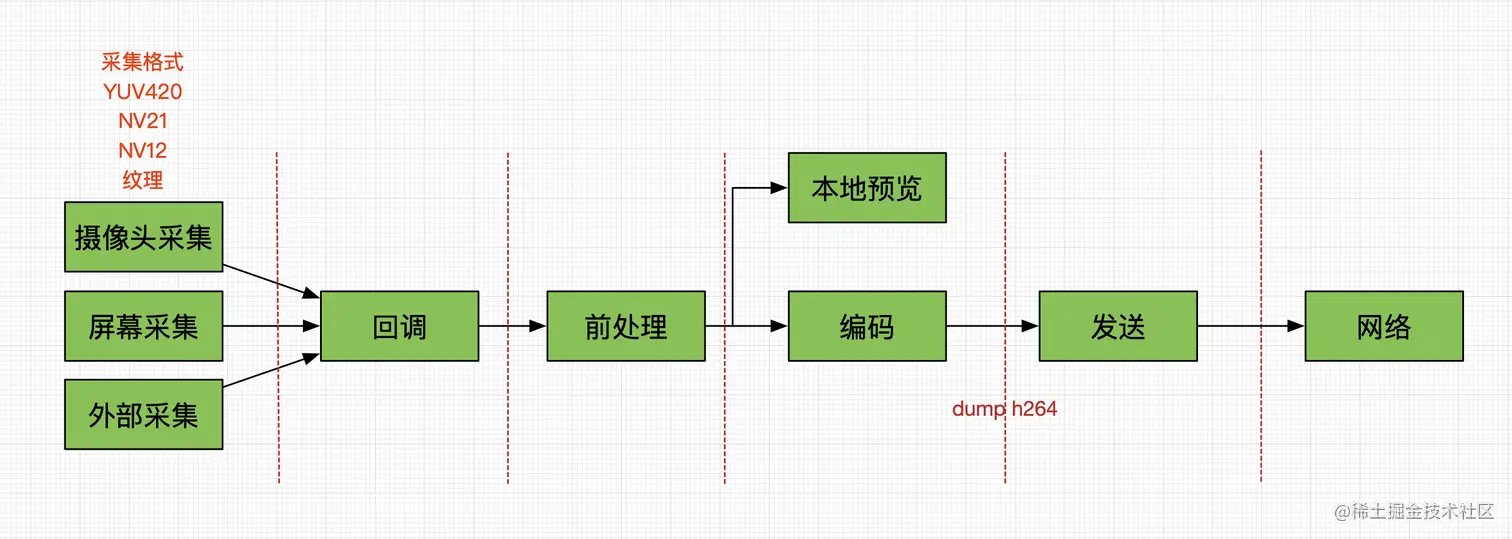 采集格式
YUV420
NV21
NV12
纹理
摄像头采集
屏幕采集
外部采集
回调
前处理
本地预览
编码
发送
网络
dump h264
@稀土掘金技术社区